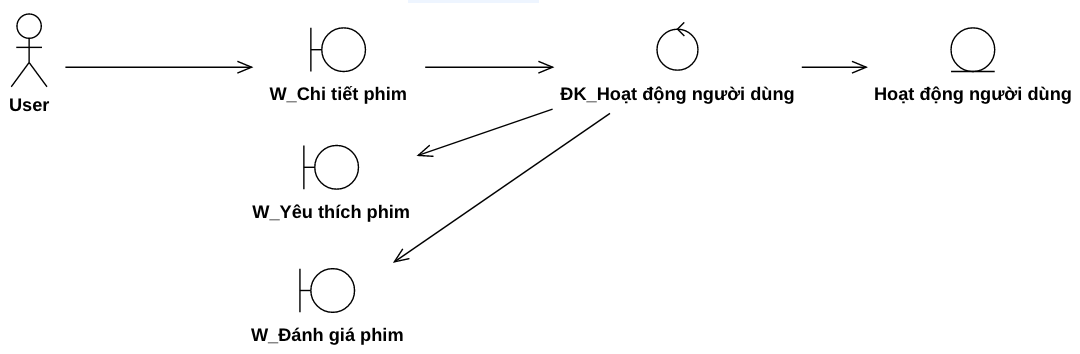 User
W_Chi tiết phim
ĐK_Hoạt động người dùng
Hoạt động người dùng
W_Yêu thích phim
W_Đánh giá phim